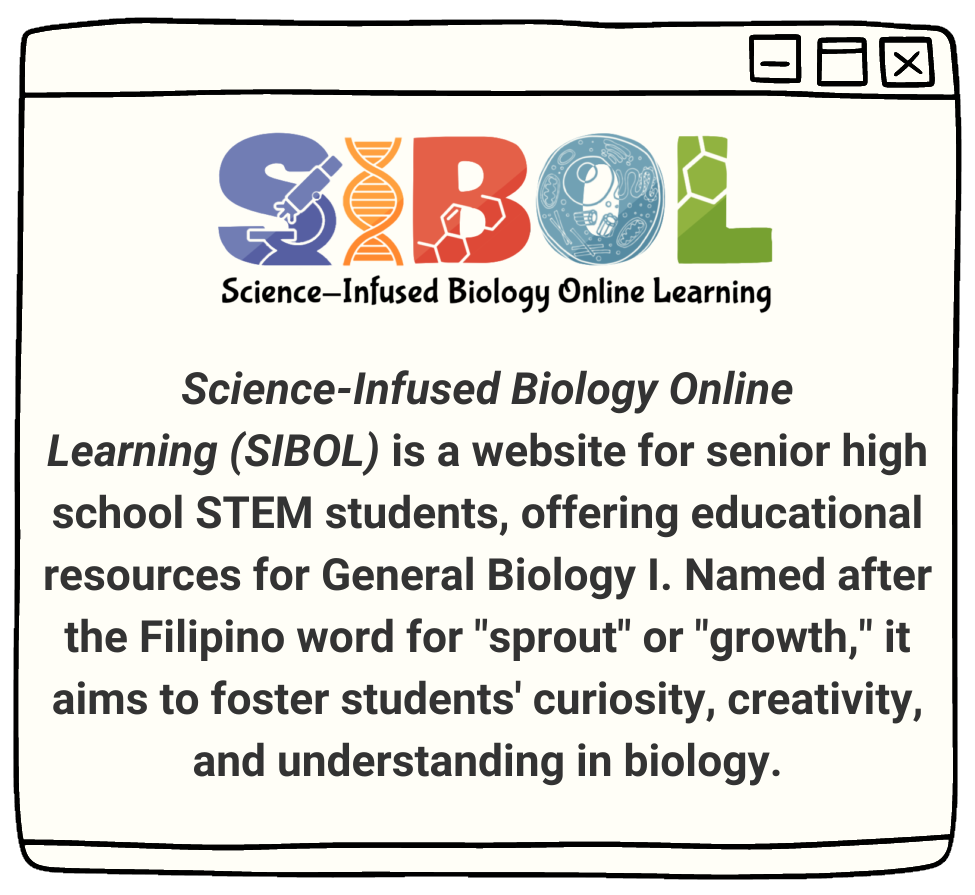 SIBOL
Science-Infused Biology Online Learning
Science-Infused Biology Online
Learning (SIBOL) is a website for senior high
school STEM students, offering educational
resources for General Biology I. Named after
the Filipino word for "sprout" or "growth," it
aims to foster students' curiosity, creativity,
and understanding in biology.